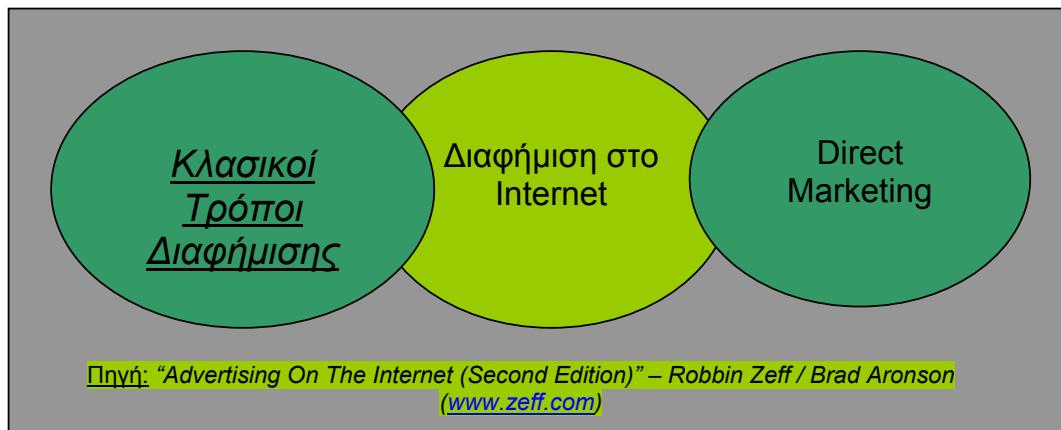 Κλασικοί
Τρόποι
Διαφήμισης
Διαφήμιση στο
Internet
Direct
Marketing
Πηγή: “Advertising On The Internet (Second Edition)” – Robbin Zeff / Brad Aronson
(www.zeff.com)